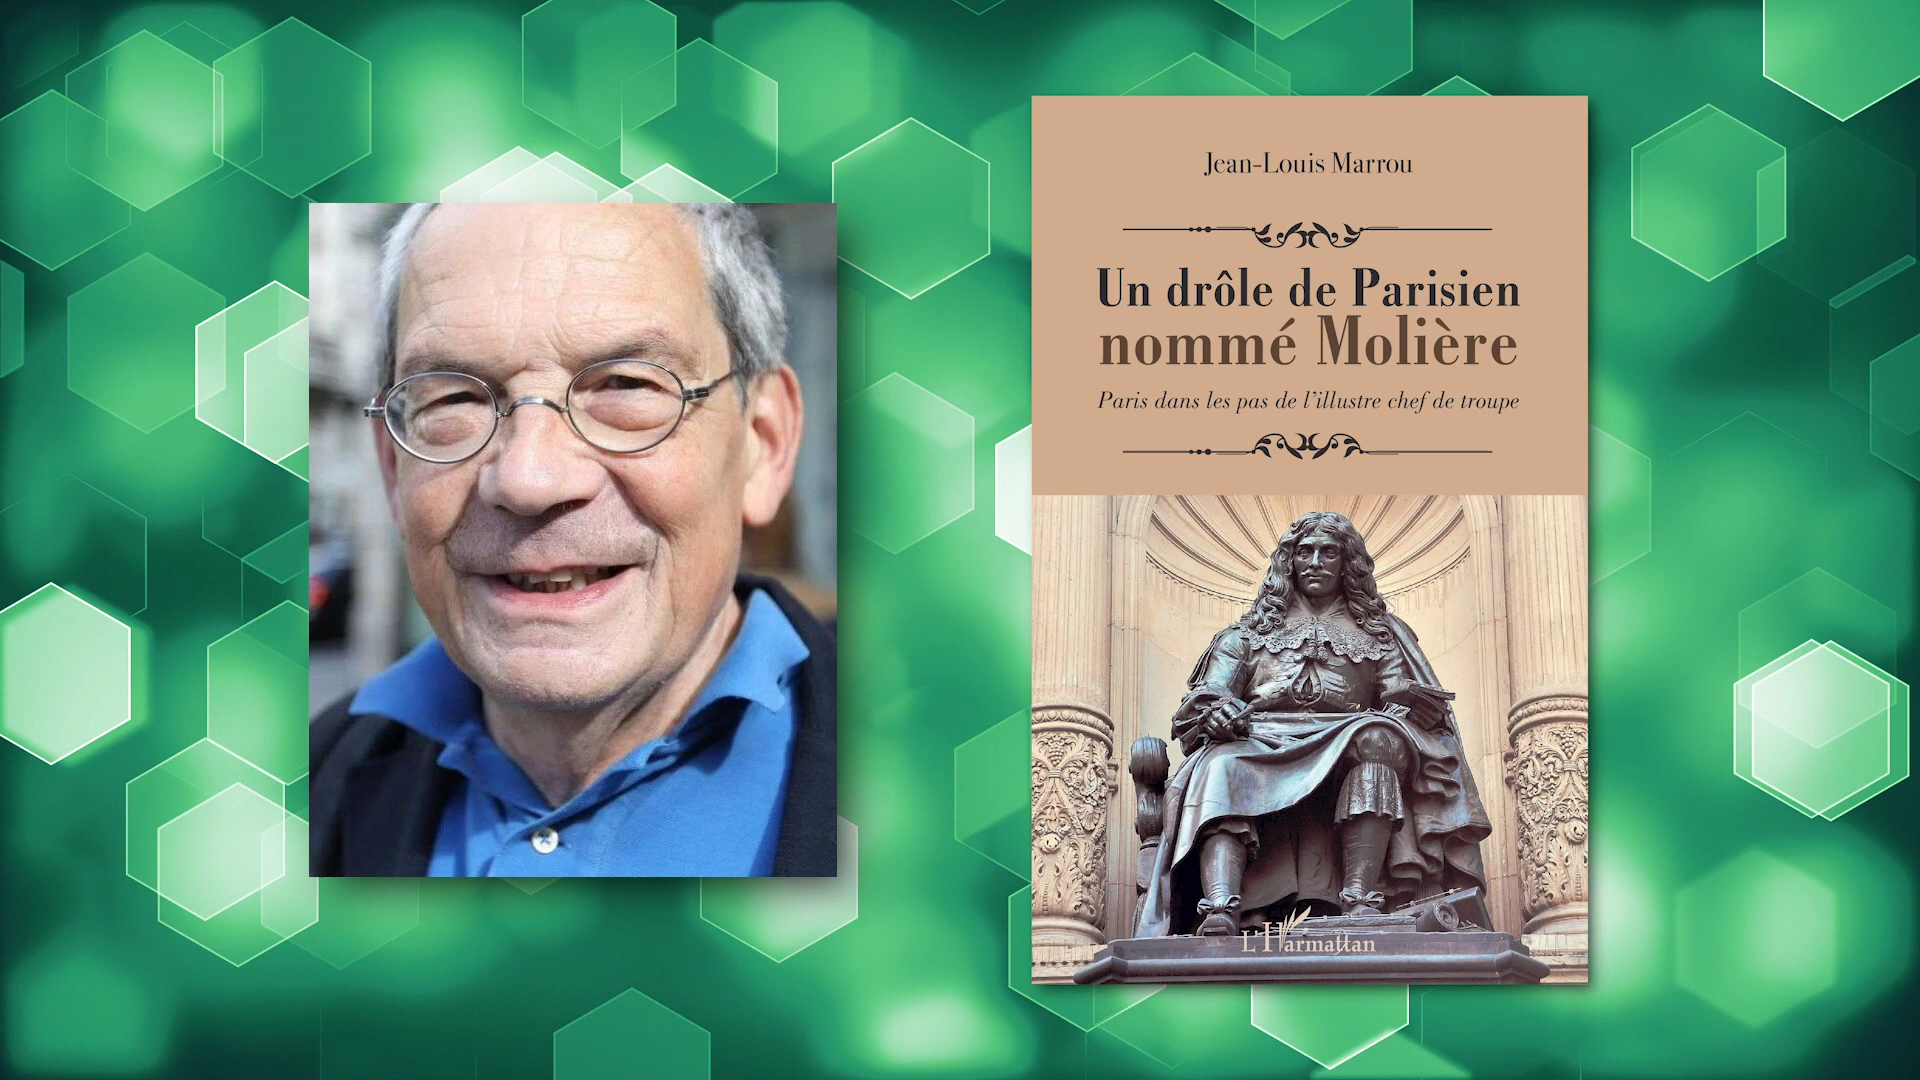 Jean-Louis Marrou
Un drôle de Parisien
nommé Molière
Paris dans les pas de l'illustre chef de troupe
L'Harmattan